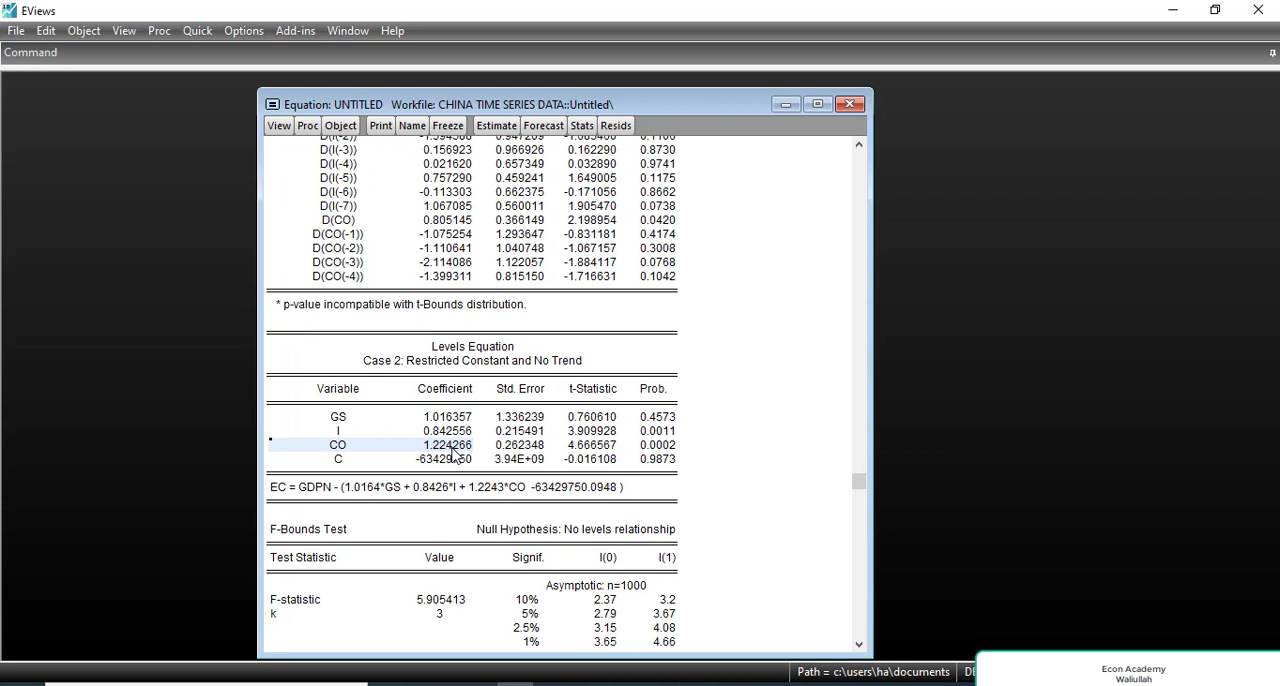 EViews
File Edit Object View Proc Quick Options Add-ins Window Help
Command
Equation: UNTITLED Workfile: CHINA TIME SERIES DATA::Untitled\
View Proc Object Print Name Freeze Estimate Forecast Stats Resids
D(I(-2)) -1.594588 0.947209 -1.683460 0.1100
D(I(-3)) 0.156923 0.966926 0.162290 0.8730
D(I(-4)) 0.021620 0.657349 0.032890 0.9741
D(I(-5)) 0.757290 0.459241 1.649005 0.1175
D(I(-6)) -0.113303 0.662375 -0.171056 0.8662
D(I(-7)) 1.067085 0.560011 1.905470 0.0738
D(CO) 0.805145 0.366149 2.198954 0.0420
D(CO(-1)) -1.075254 1.293647 -0.831181 0.4174
D(CO(-2)) -1.110641 1.040748 -1.067157 0.3008
D(CO(-3)) -2.114086 1.122057 -1.884117 0.0768
D(CO(-4)) -1.399311 0.815150 -1.716631 0.1042
* p-value incompatible with t-Bounds distribution.
Levels Equation
Case 2: Restricted Constant and No Trend
Variable Coefficient Std. Error t-Statistic Prob.
GS 1.016357 1.336239 0.760610 0.4573
I 0.842556 0.215491 3.909928 0.0011
CO 1.224266 0.262348 4.666567 0.0002
C 3.94E+09 -0.016108 0.9873
EC = GDPN - (1.0164*GS + 0.8426*I + 1.2243*CO -63429750.0948 )
F-Bounds Test Null Hypothesis: No levels relationship
Test Statistic Value Signif. I(0) I(1)
Asymptotic: n=1000
F-statistic 5.905413 10% 2.37 3.2
k 3 5% 2.79 3.67
2.5% 3.15 4.08
1% 3.65 4.66
Path = c:\users\ha\documents
Econ Academy
Waliullah